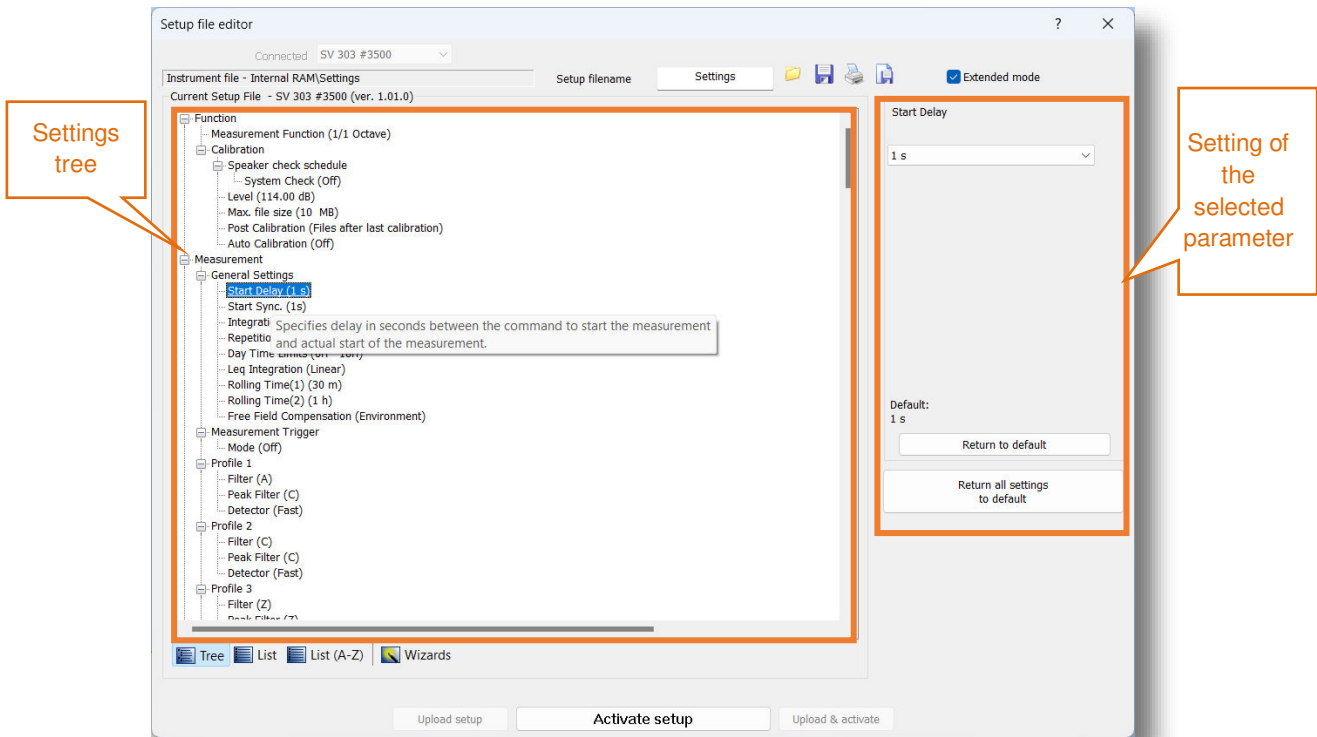 Setup file editor
?
Connected SV 303 #3500
Instrument file - Internal RAM\Settings
Setup filename
Settings
Extended mode
Current Setup File - SV 303 #3500 (ver. 1.01.0)
Settings
tree
Function
Measurement Function (1/1 Octave)
Calibration
Speaker check schedule
System Check (Off)
Level (114.00 dB)
Max. file size (10 MB)
Post Calibration (Files after last calibration)
Auto Calibration (Off)
Measurement
General Settings
Start Delay (1 s)
Start Sync. (1s)
Integrati
Repetitio
Specifies delay in seconds between the command to start the measurement
and actual start of the measurement.
Day Time Limits
Leq Integration (Linear)
Rolling Time(1) (30 m)
Rolling Time(2) (1 h)
Free Field Compensation (Environment)
Measurement Trigger
Mode (Off)
Profile 1
Filter (A)
Peak Filter (C)
Detector (Fast)
Profile 2
Filter (C)
Peak Filter (C)
Detector (Fast)
Profile 3
Filter (Z)
Peak Filter (Z)
Start Delay
1 s
Default:
1 s
Return to default
Return all settings
to default
Setting of
the
selected
parameter
Tree List List (A-Z) Wizards
Upload setup
Activate setup
Upload & activate